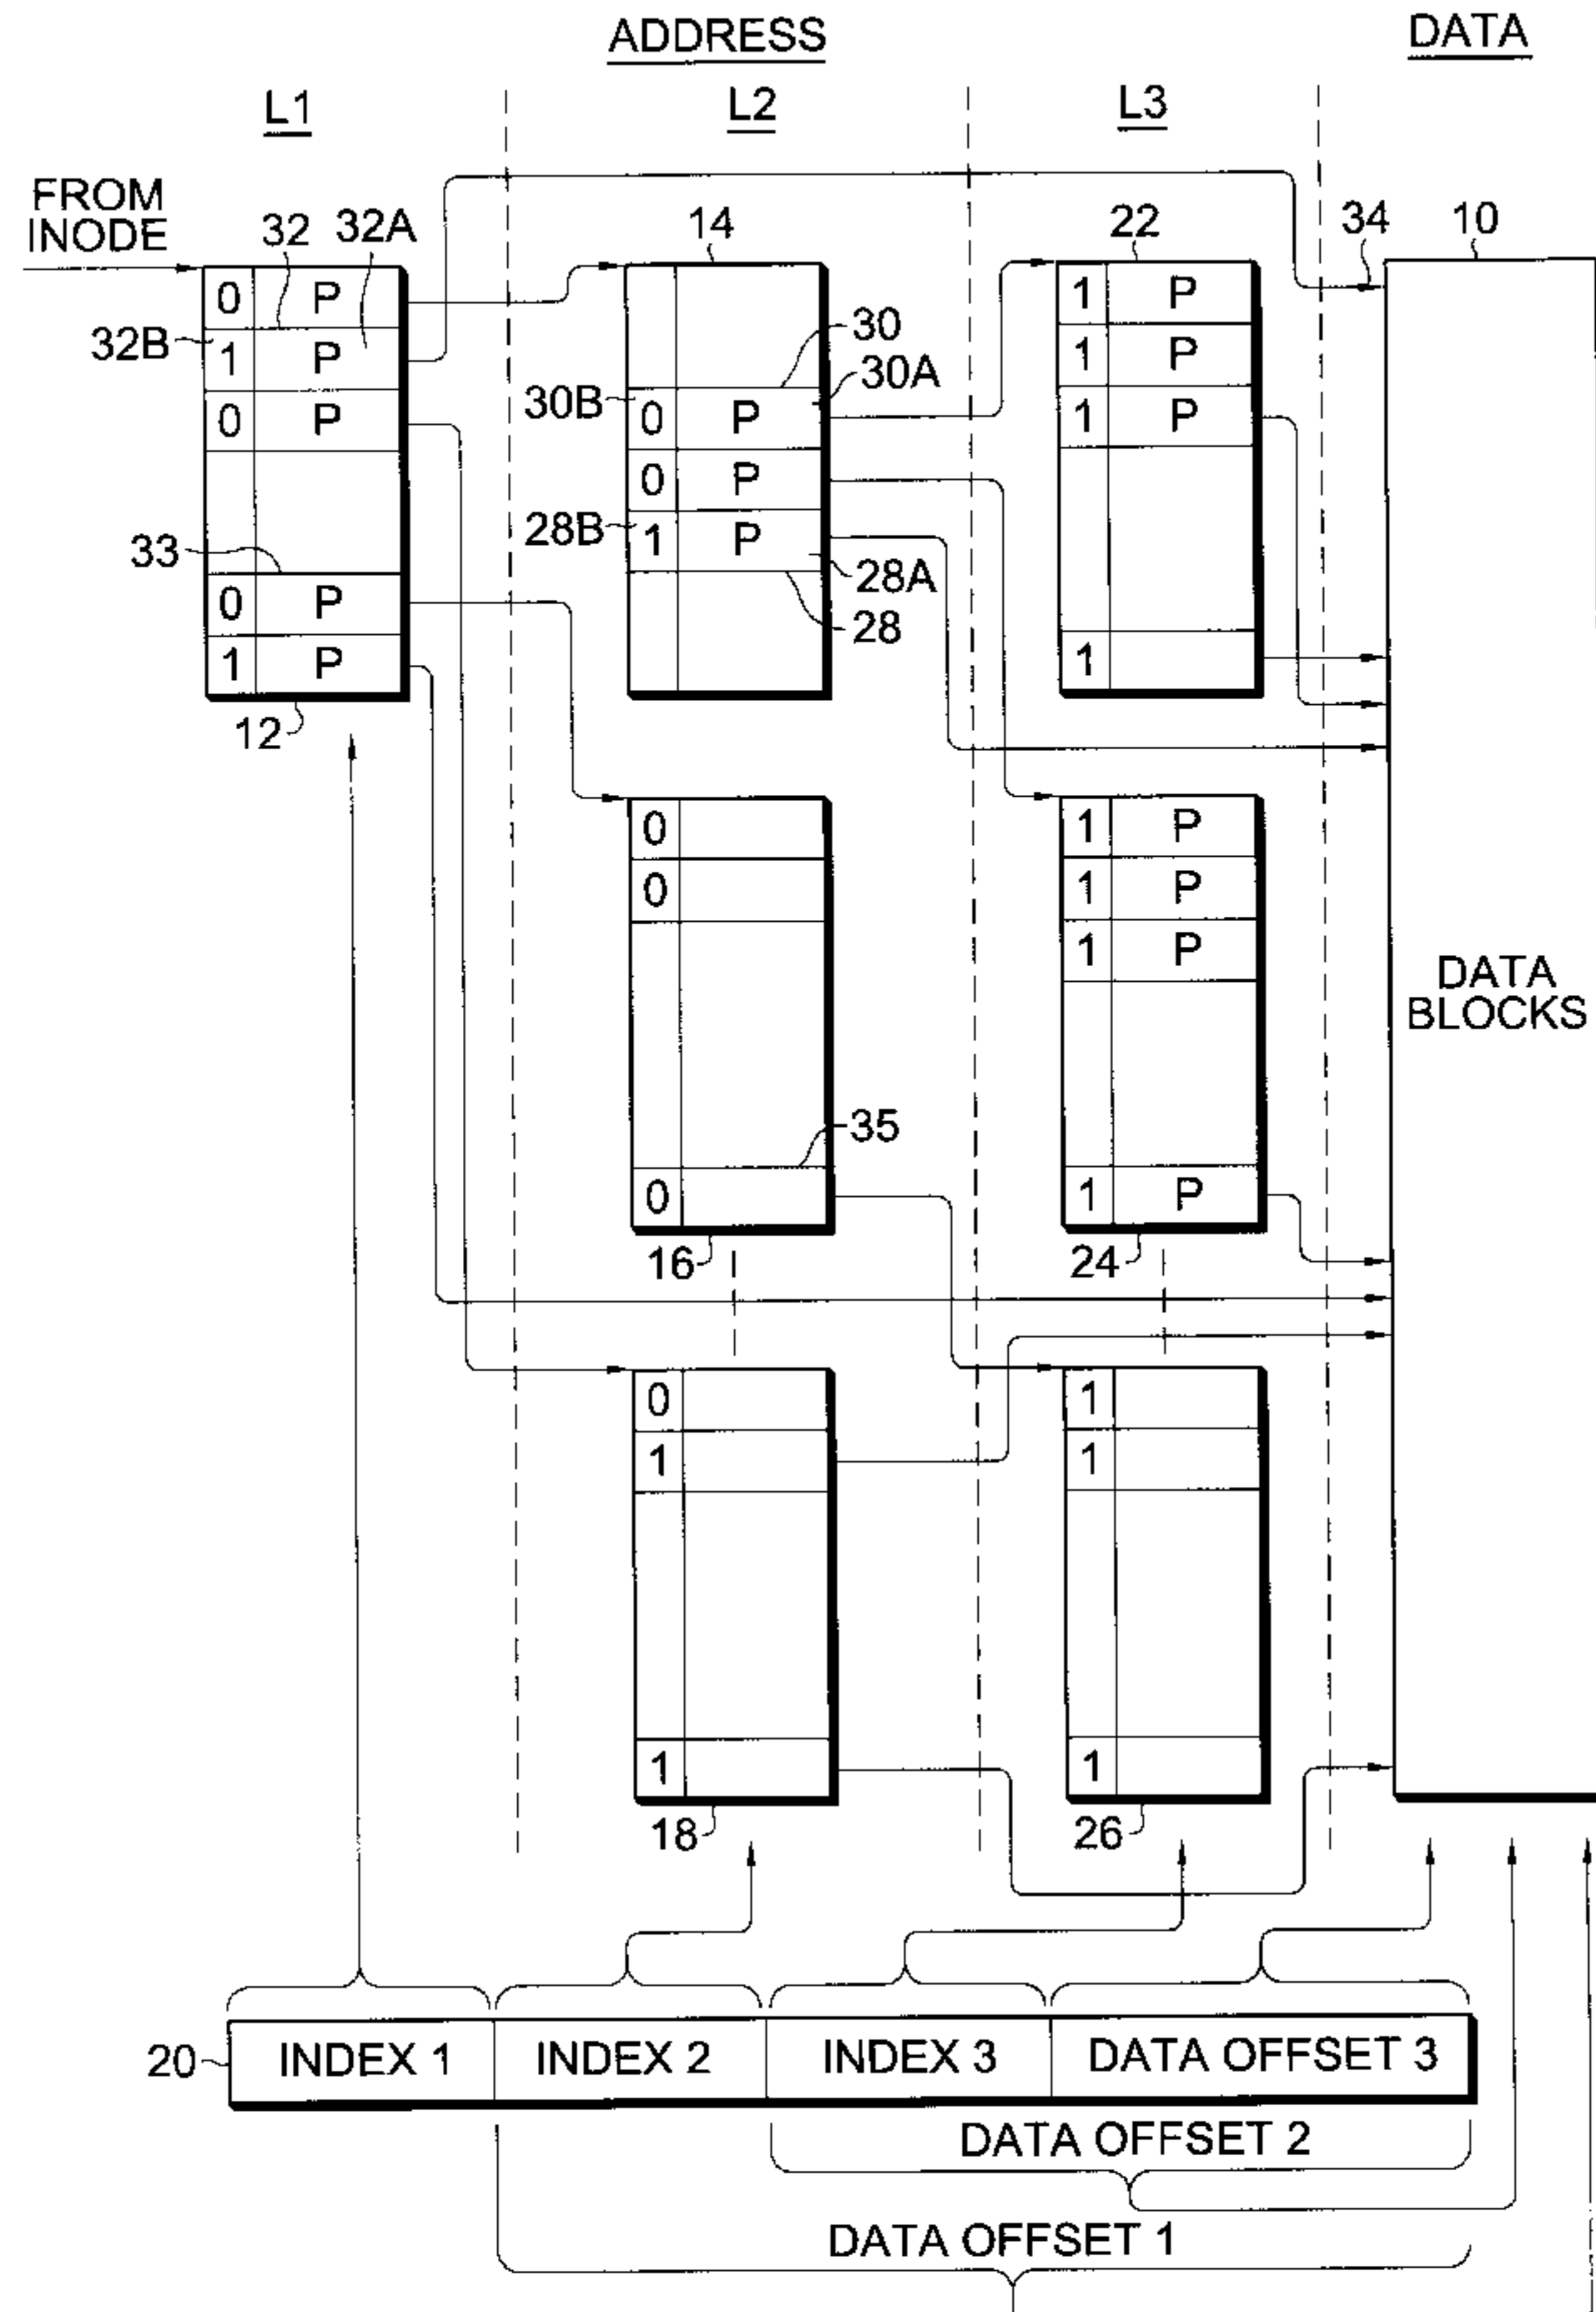 ADDRESS
DATA
L1
L2
L3
FROM
INODE
32
32A
14
22
34
10
0 P
32B
1 P
0 P
33
0 P
1 P
12
30
30A
30B
0 P
0 P
28B
1 P
28A
28
1 P
1 P
1 P
1
0
0
35
0
16
1 P
1 P
1 P
1 P
24
DATA
BLOCKS
0
1
1
18
1
1
1
26
20
INDEX 1
INDEX 2
INDEX 3
DATA OFFSET 3
DATA OFFSET 2
DATA OFFSET 1